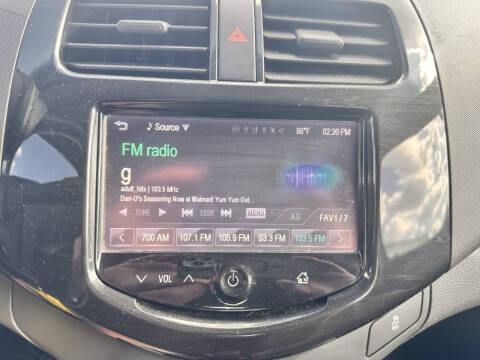 Source 86°F 02:30 PM
FM radio
g
adult_hits | 103.5 MHz
Dan-O's Seasoning Now at Walmart! Yum Yum Get...
TUNE SEEK MENU AS FAV1 / 7
700 AM 107.1 FM 105.9 FM 93.3 FM 103.5 FM
VOL